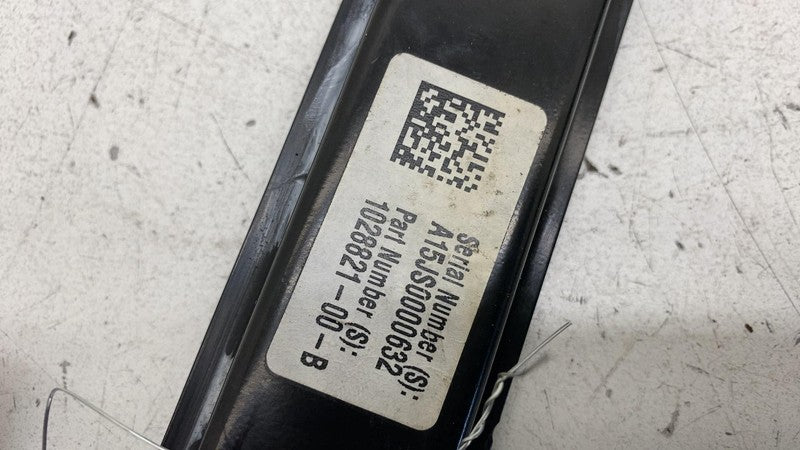 Serial Number (S):
A15JS0000632
Part Number (S):
1028821-00-B